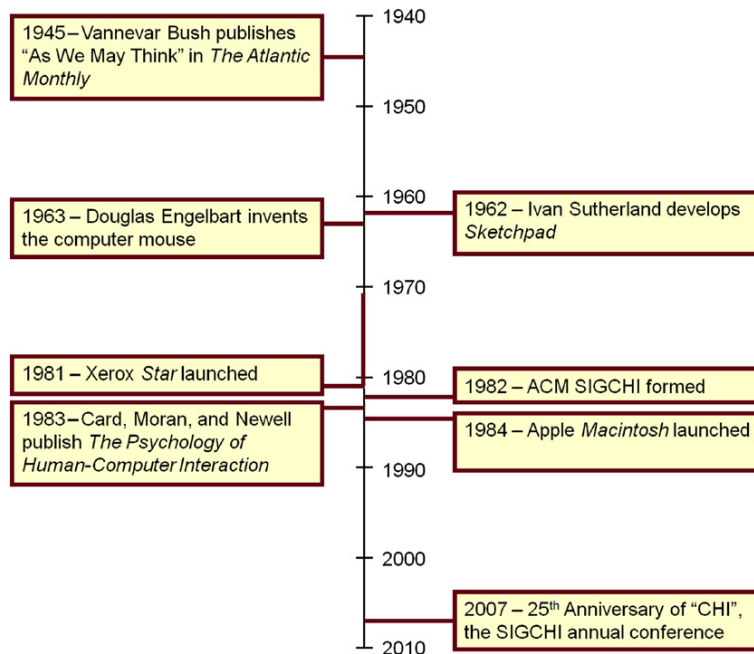 1940
1945–Vannevar Bush publishes
“As We May Think” in The Atlantic
Monthly
1950
1960
1962 – Ivan Sutherland develops
Sketchpad
1963 – Douglas Engelbart invents
the computer mouse
1970
1981 – Xerox Star launched
1980
1982 – ACM SIGCHI formed
1983–Card, Moran, and Newell
publish The Psychology of
Human-Computer Interaction
1984 – Apple Macintosh launched
1990
2000
2007 – 25th Anniversary of “CHI”,
the SIGCHI annual conference
2010